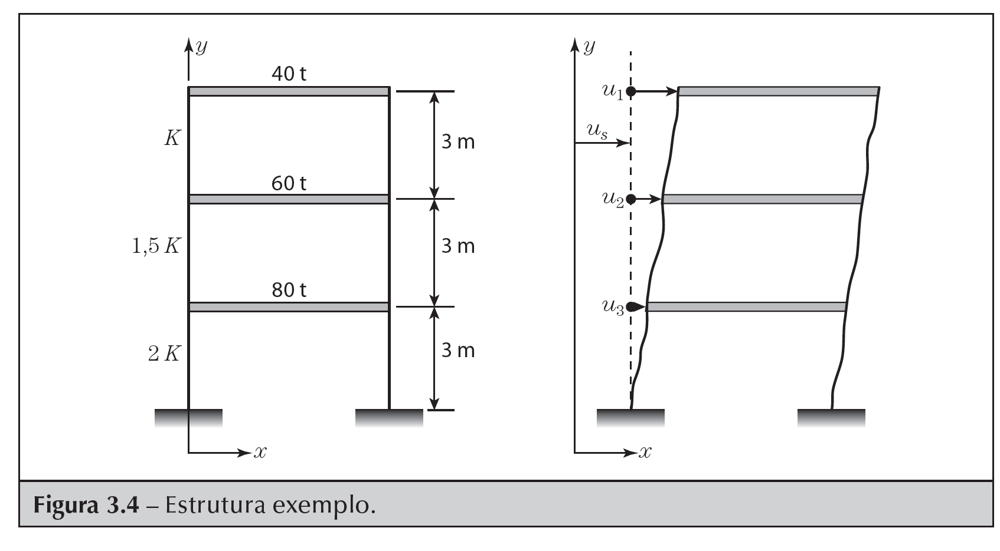 y
40 t
K
3 m
60 t
1,5 K
3 m
80 t
2 K
3 m
x
y
u1
us
u2
u3
x
Figura 3.4 – Estrutura exemplo.